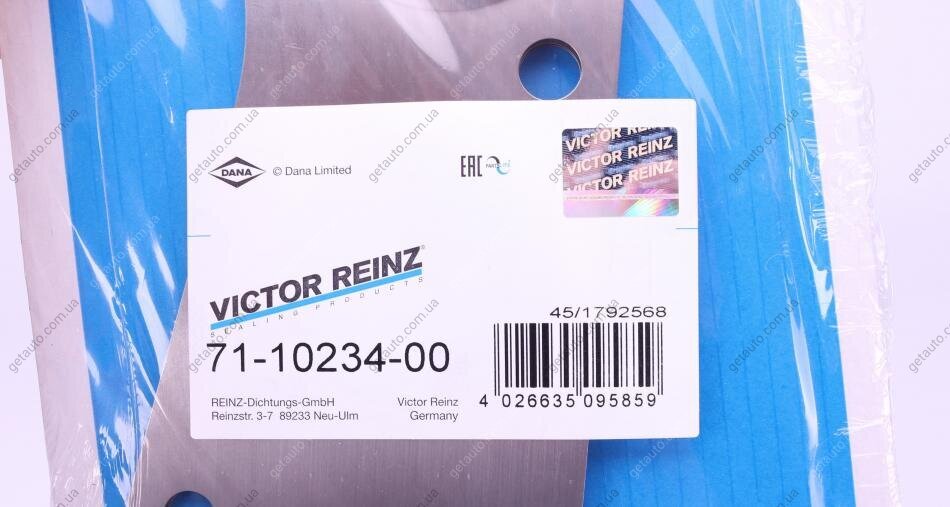 DANA
© Dana Limited
EAC
VICTOR REINZ
VICTOR REINZ
VICTOR REINZ
VICTOR REINZ®
SEALING PRODUCTS
45/1792568
71-10234-00
4 026635 095859
REINZ-Dichtungs-GmbH
Reinzstr. 3-7 89233 Neu-Ulm
Victor Reinz
Germany
getauto.com.ua